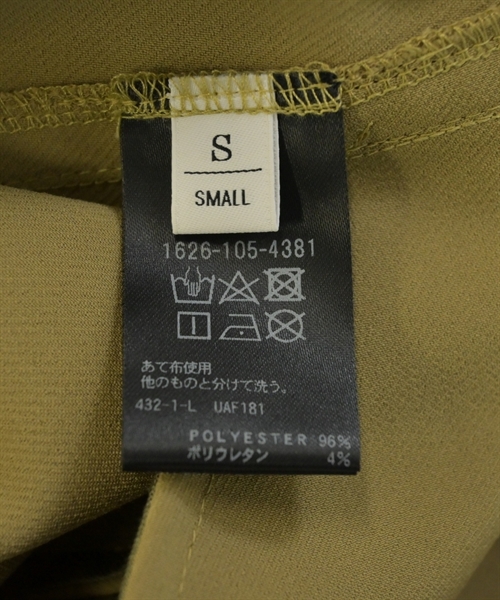 S
SMALL
1626-105-4381
あて布使用
他のものと分けて洗う。
432-1-L UAF181
POLYESTER 96%
ポリウレタン 4%